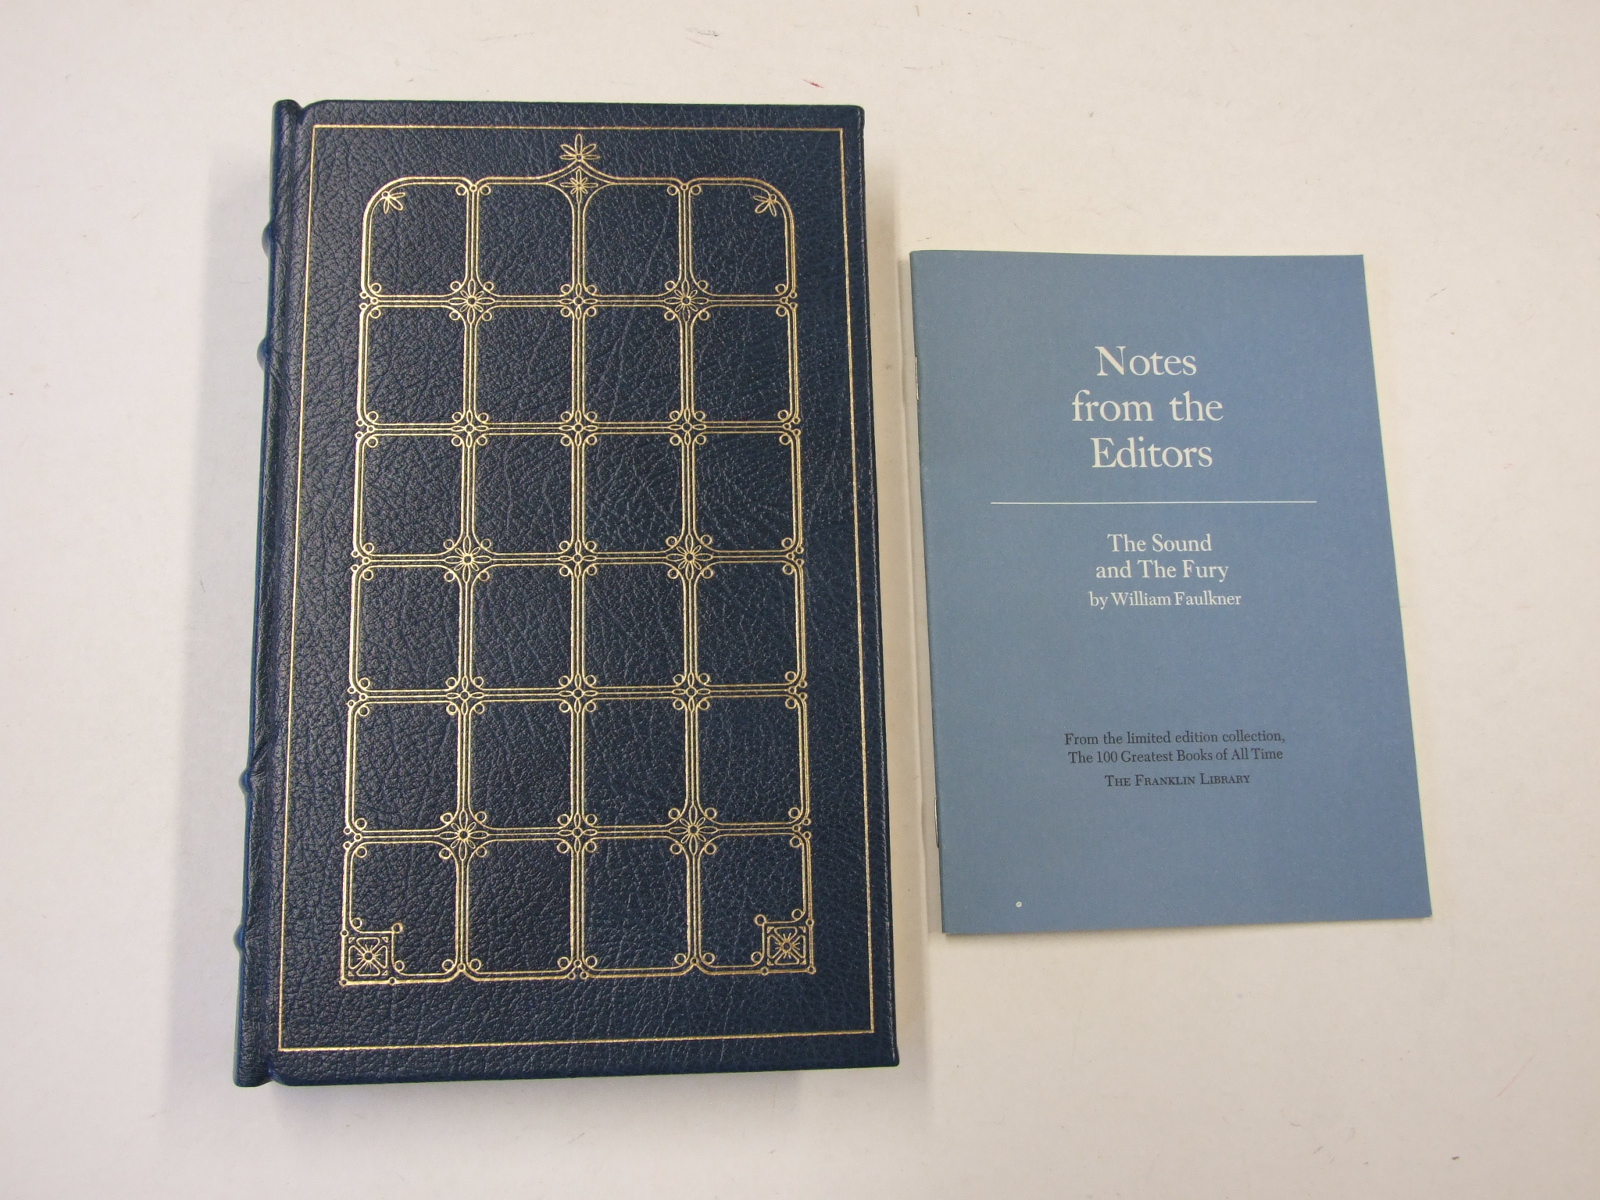 Notes
from the
Editors
The Sound
and The Fury
by William Faulkner
From the limited edition collection,
The 100 Greatest Books of All Time
THE FRANKLIN LIBRARY